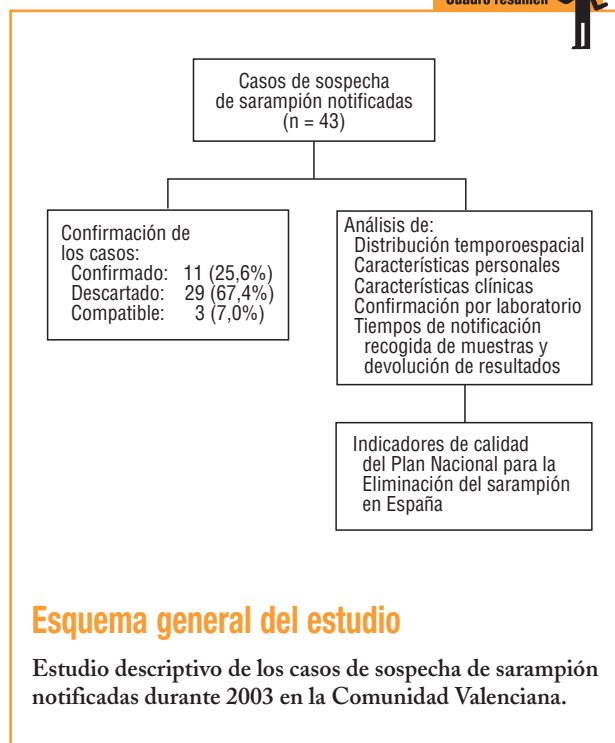 Cuadro resumen
Casos de sospecha
de sarampión notificadas
(n = 43)
Confirmación de
los casos:
Confirmado: 11 (25,6%)
Descartado: 29 (67,4%)
Compatible: 3 (7,0%)
Análisis de:
Distribución temporoespacial
Características personales
Características clínicas
Confirmación por laboratorio
Tiempos de notificación
recogida de muestras y
devolución de resultados
Indicadores de calidad
del Plan Nacional para la
Eliminación del sarampión
en España
Esquema general del estudio
Estudio descriptivo de los casos de sospecha de sarampión
notificadas durante 2003 en la Comunidad Valenciana.